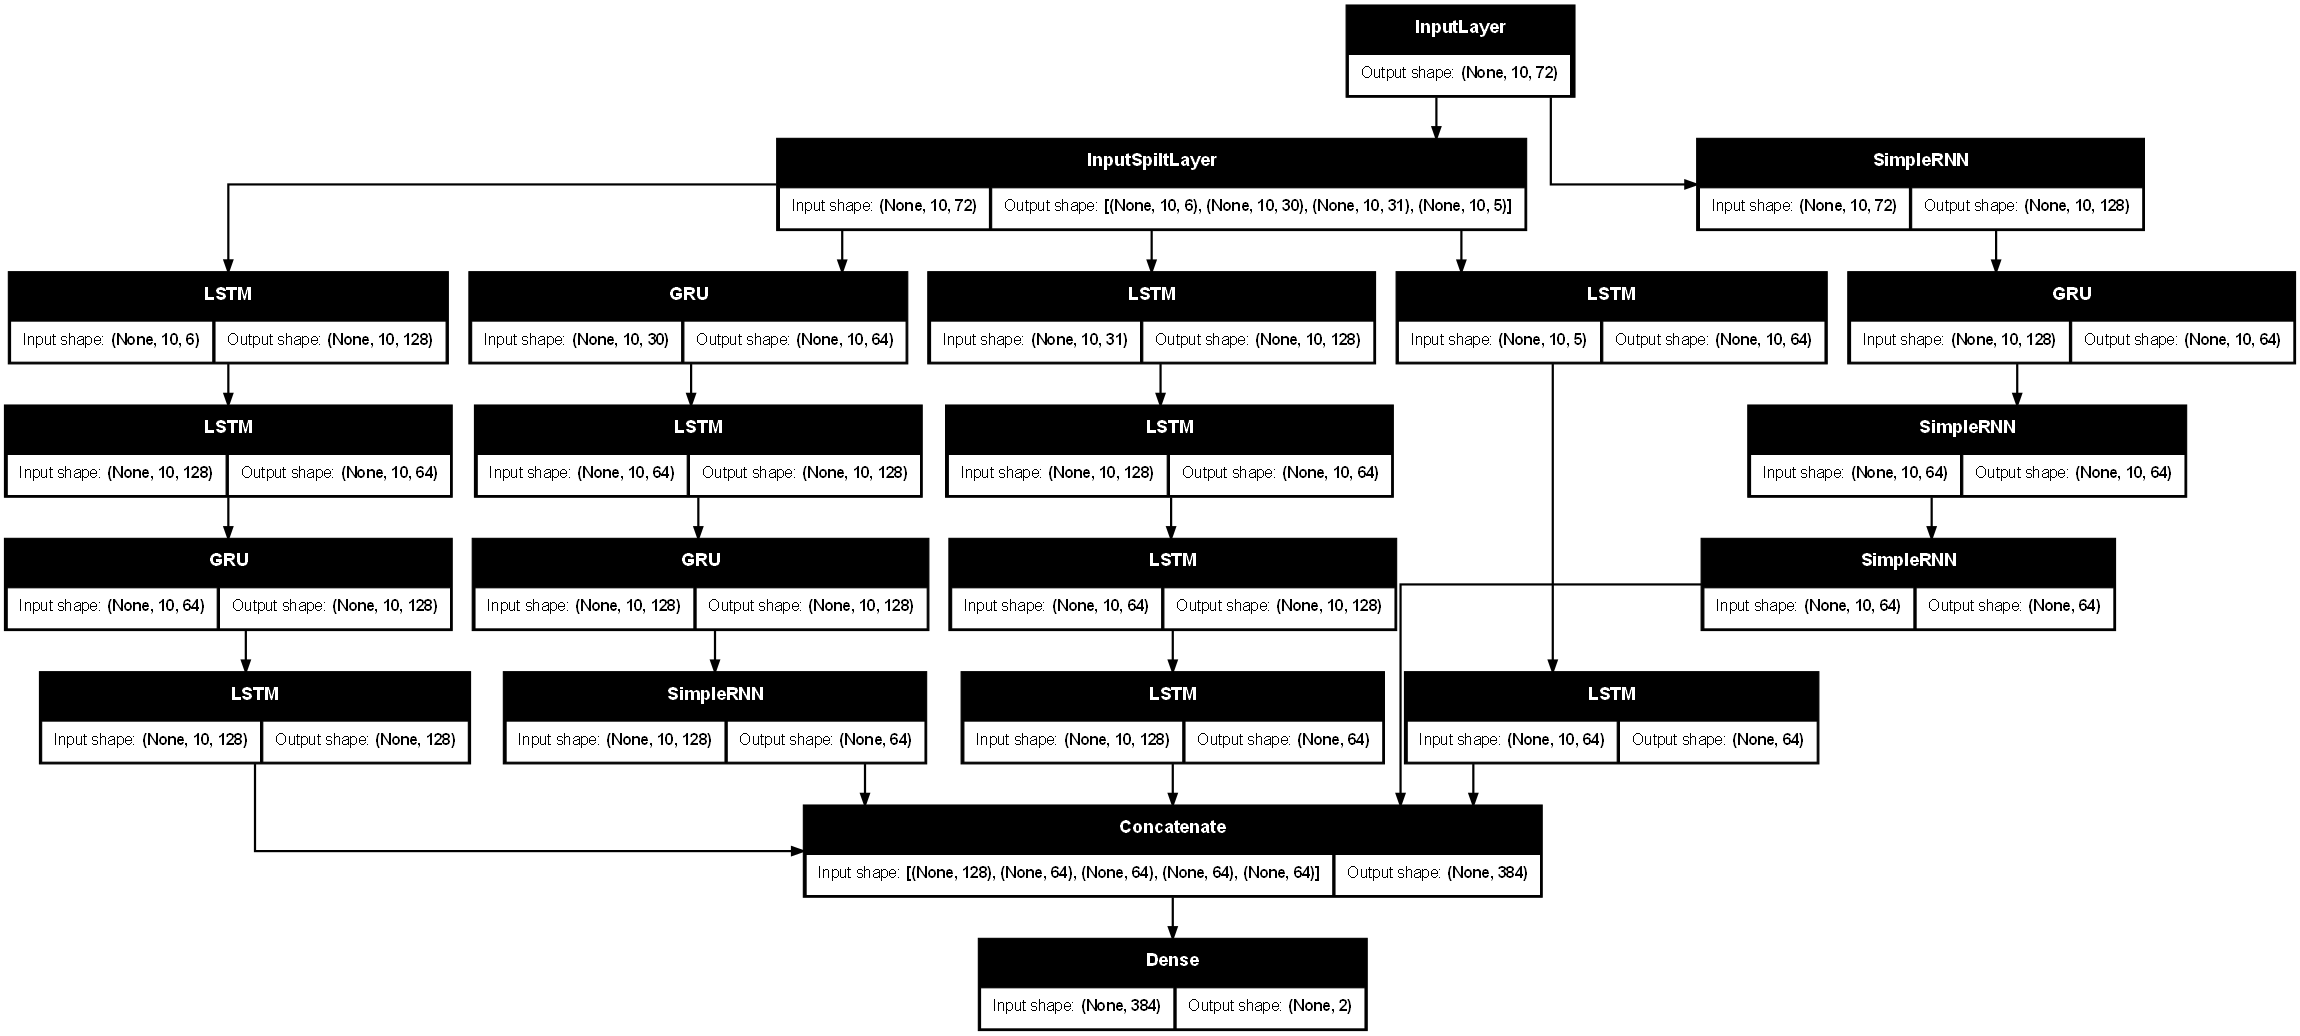 InputLayer
Output shape: (None, 10, 72)
InputSpiltLayer
Input shape: (None, 10, 72) Output shape: [(None, 10, 6), (None, 10, 30), (None, 10, 31), (None, 10, 5)]
SimpleRNN
Input shape: (None, 10, 72) Output shape: (None, 10, 128)
LSTM
Input shape: (None, 10, 6) Output shape: (None, 10, 128)
GRU
Input shape: (None, 10, 30) Output shape: (None, 10, 64)
LSTM
Input shape: (None, 10, 31) Output shape: (None, 10, 128)
LSTM
Input shape: (None, 10, 5) Output shape: (None, 10, 64)
GRU
Input shape: (None, 10, 128) Output shape: (None, 10, 64)
LSTM
Input shape: (None, 10, 128) Output shape: (None, 10, 64)
LSTM
Input shape: (None, 10, 64) Output shape: (None, 10, 128)
LSTM
Input shape: (None, 10, 128) Output shape: (None, 10, 64)
SimpleRNN
Input shape: (None, 10, 64) Output shape: (None, 10, 64)
GRU
Input shape: (None, 10, 64) Output shape: (None, 10, 128)
GRU
Input shape: (None, 10, 128) Output shape: (None, 10, 128)
LSTM
Input shape: (None, 10, 64) Output shape: (None, 10, 128)
SimpleRNN
Input shape: (None, 10, 64) Output shape: (None, 64)
LSTM
Input shape: (None, 10, 128) Output shape: (None, 128)
SimpleRNN
Input shape: (None, 10, 128) Output shape: (None, 64)
LSTM
Input shape: (None, 10, 128) Output shape: (None, 64)
LSTM
Input shape: (None, 10, 64) Output shape: (None, 64)
Concatenate
Input shape: [(None, 128), (None, 64), (None, 64), (None, 64), (None, 64)] Output shape: (None, 384)
Dense
Input shape: (None, 384) Output shape: (None, 2)